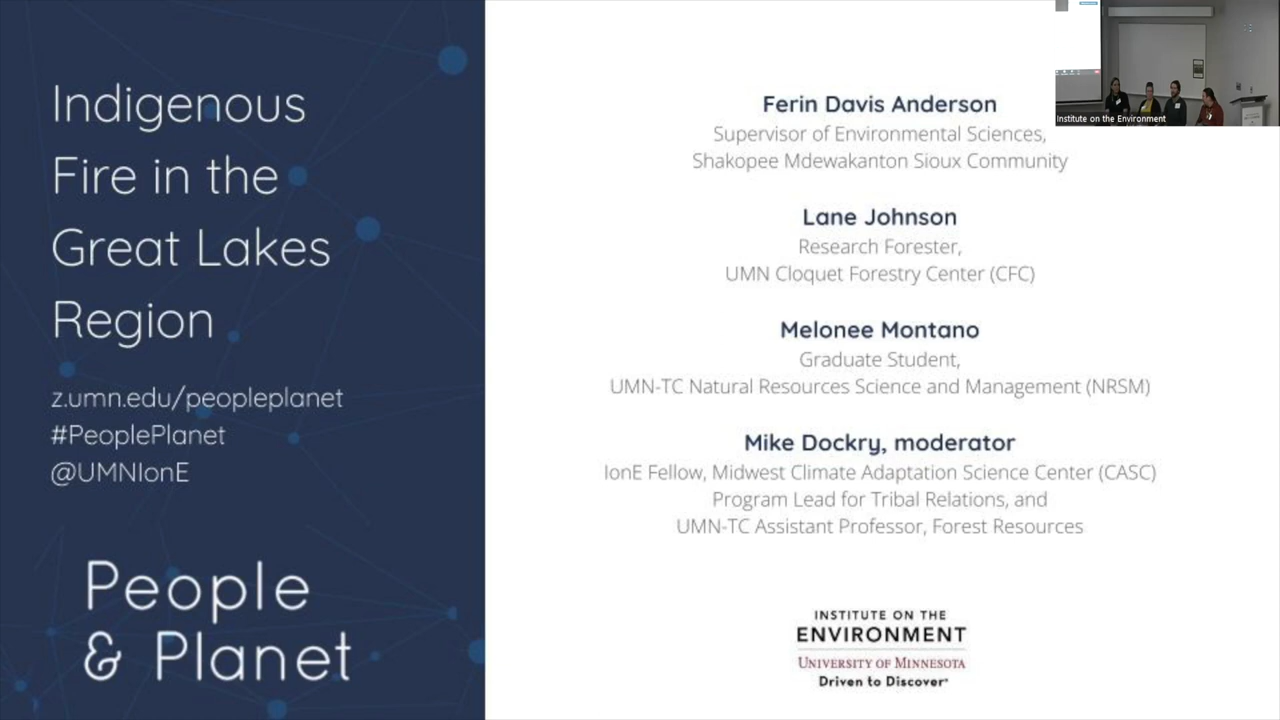 Indigenous
Fire in the
Great Lakes
Region
z.umn.edu/peopleplanet
#PeoplePlanet
@UMNIonE
People
& Planet
Ferin Davis Anderson
Supervisor of Environmental Sciences,
Shakopee Mdewakanton Sioux Community
Lane Johnson
Research Forester,
UMN Cloquet Forestry Center (CFC)
Melonee Montano
Graduate Student,
UMN-TC Natural Resources Science and Management (NRSM)
Mike Dockry, moderator
IonE Fellow, Midwest Climate Adaptation Science Center (CASC)
Program Lead for Tribal Relations, and
UMN-TC Assistant Professor, Forest Resources
INSTITUTE ON THE
ENVIRONMENT
UNIVERSITY OF MINNESOTA
Driven to Discover®
Institute on the Environment